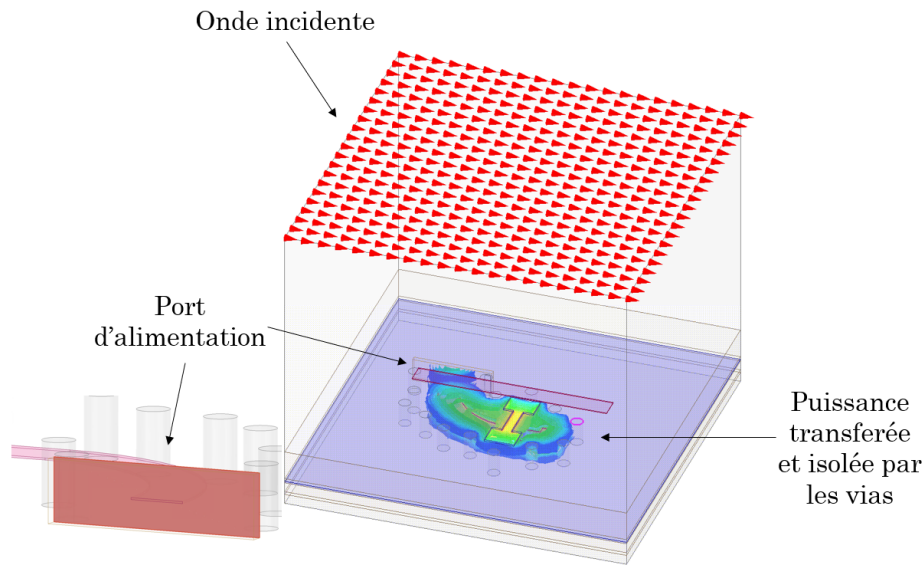 Onde incidente
Port
d'alimentation
Puissance
transferée
et isolée par
les vias